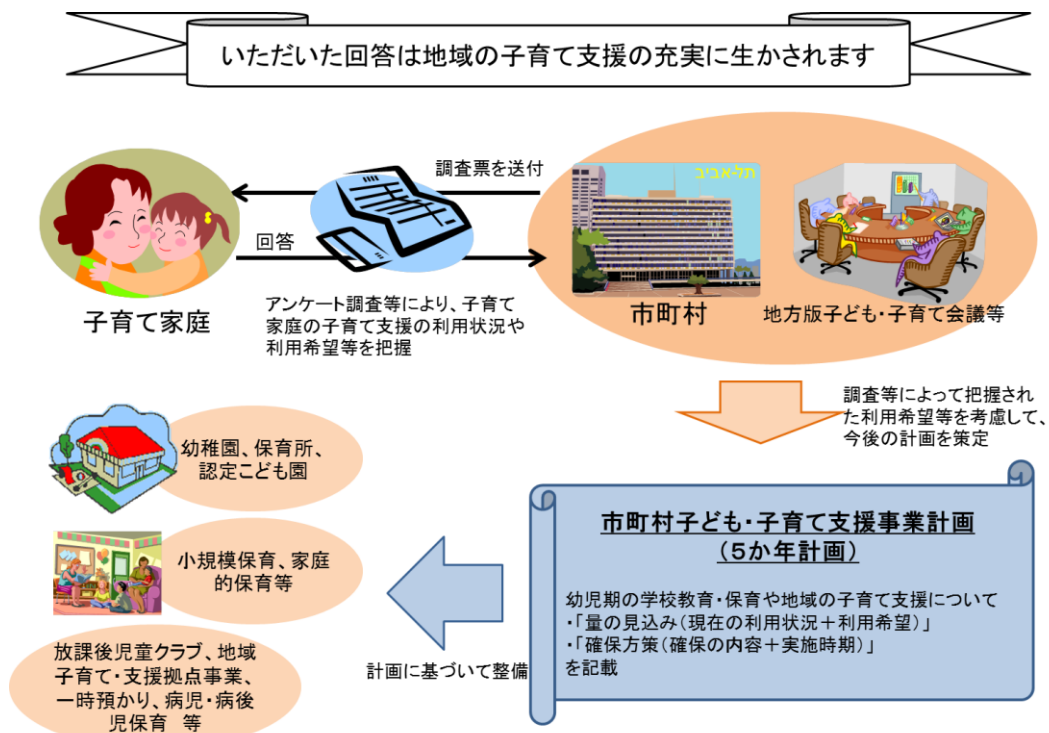 いただいた回答は地域の子育て支援の充実に生かされます
調査票を送付
回答
子育て家庭
アンケート調査等により、子育て
家庭の子育て支援の利用状況や
利用希望等を把握
תל-אביב
市町村
地方版子ども・子育て会議等
調査等によって把握され
た利用希望等を考慮して、
今後の計画を策定
市町村子ども・子育て支援事業計画
(5か年計画)
幼児期の学校教育・保育や地域の子育て支援について
・「量の見込み(現在の利用状況+利用希望)」
・「確保方策(確保の内容+実施時期)」
を記載
計画に基づいて整備
幼稚園、保育所、
認定こども園
小規模保育、家庭
的保育等
放課後児童クラブ、地域
子育て・支援拠点事業、
一時預かり、病児・病後
児保育 等